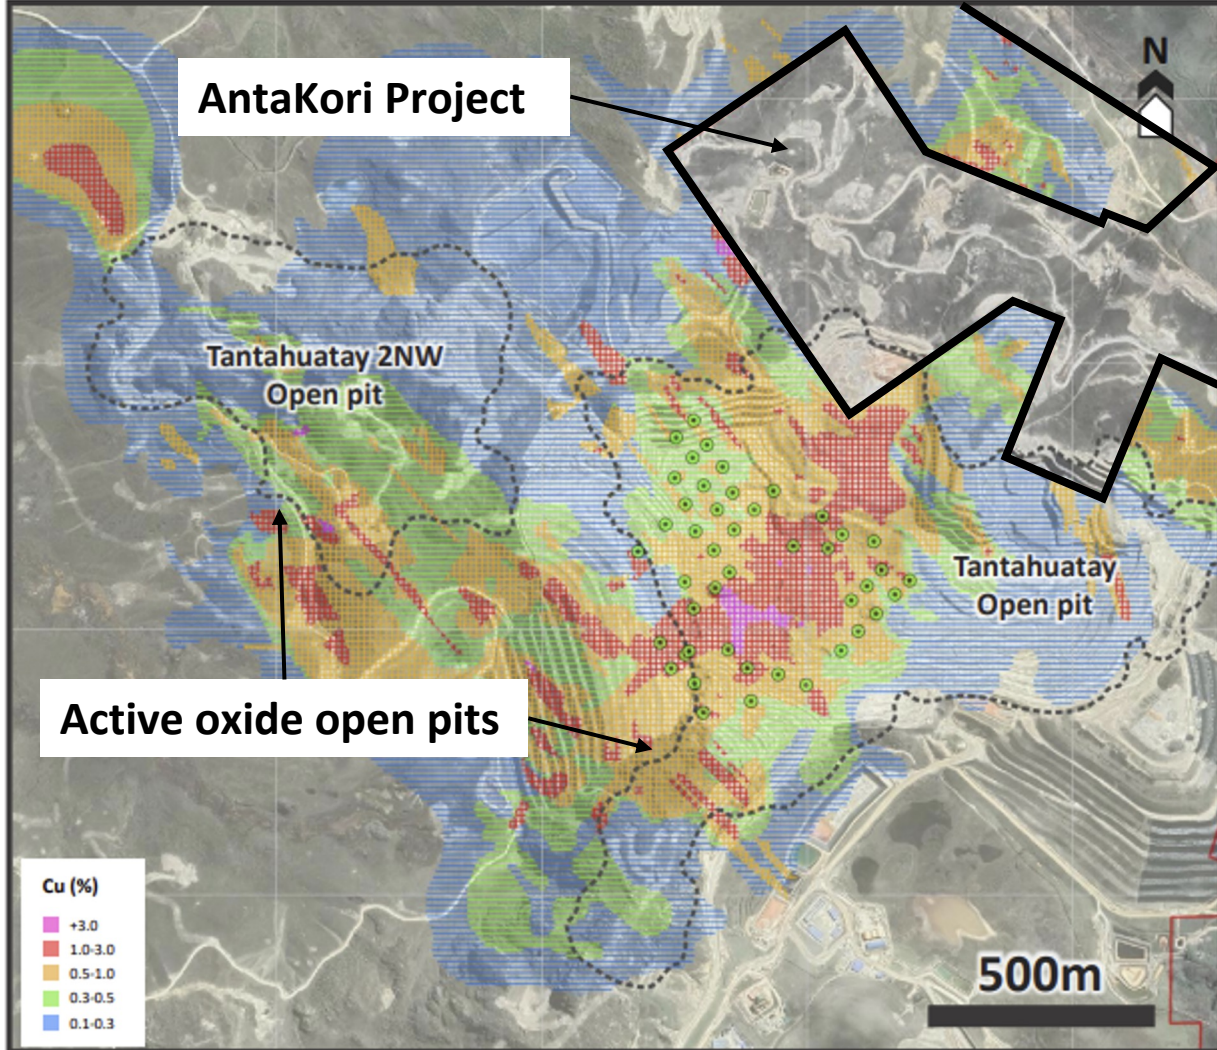 AntaKori Project
N
Tantahuatay 2NW
Open pit
Tantahuatay
Open pit
Active oxide open pits
Cu (%)
+3.0
1.0-3.0
0.5-1.0
0.3-0.5
0.1-0.3
500m